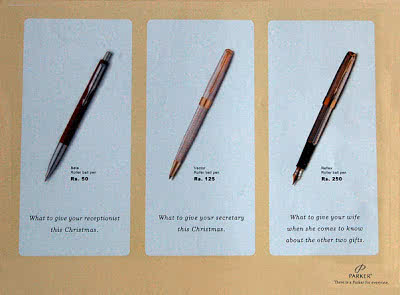 Beta
Roller ball pen
Rs. 50
What to give your receptionist
this Christmas.
Vector
Roller ball pen
Rs. 125
What to give your secretary
this Christmas.
Reflex
Roller ball pen
Rs. 250
What to give your wife
when she comes to know
about the other two gifts.
PARKER
There is a Parker for everyone.